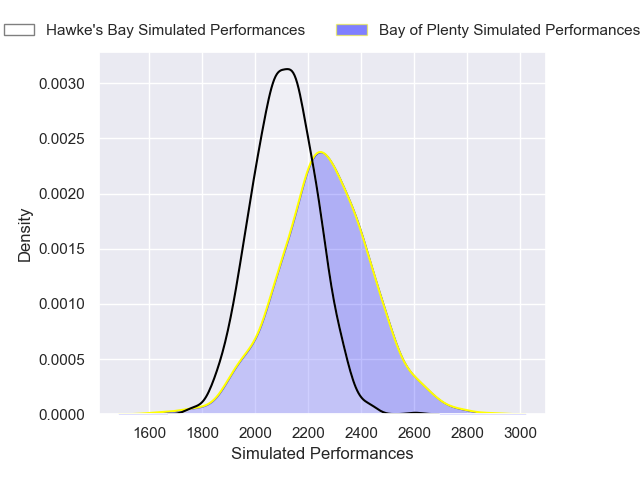 Hawke's Bay Simulated Performances Bay of Plenty Simulated Performances
0.0030
0.0025
0.0020
0.0015
0.0010
0.0005
0.0000
Density
1600 1800 2000 2200 2400 2600 2800 3000
Simulated Performances